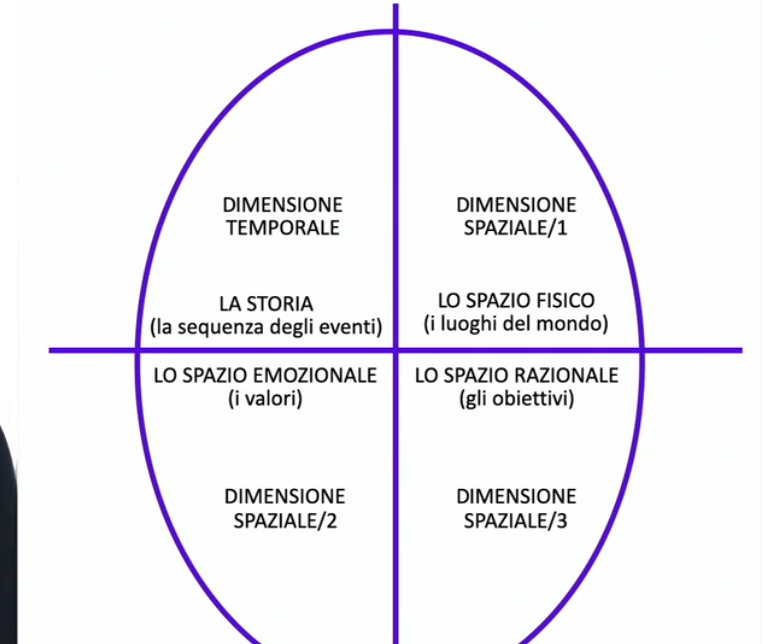 DIMENSIONE
TEMPORALE
LA STORIA
(la sequenza degli eventi)
DIMENSIONE
SPAZIALE/1
LO SPAZIO FISICO
(i luoghi del mondo)
LO SPAZIO EMOZIONALE
(i valori)
DIMENSIONE
SPAZIALE/2
LO SPAZIO RAZIONALE
(gli obiettivi)
DIMENSIONE
SPAZIALE/3